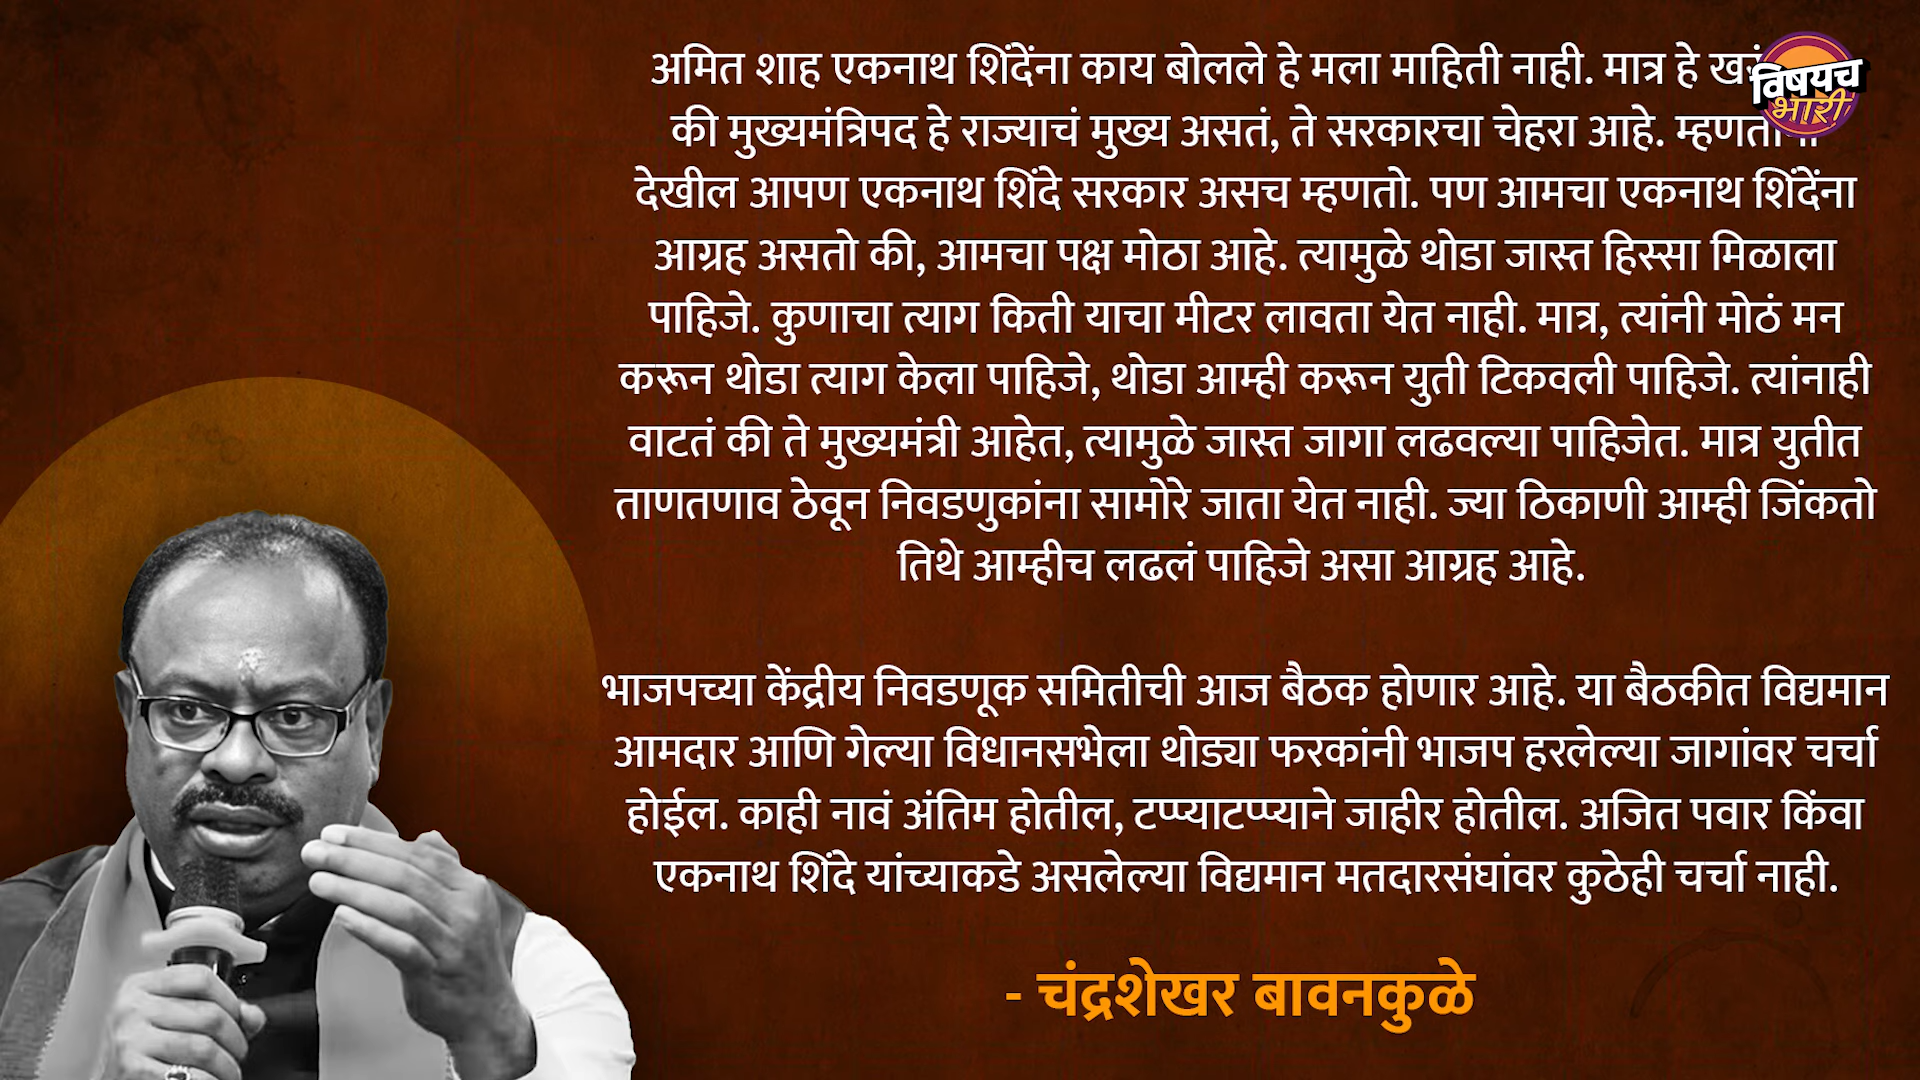 अमित शाह एकनाथ शिंदेंना काय बोलले हे मला माहिती नाही. मात्र हे
विषयच
भारी
की मुख्यमंत्रिपद हे राज्याचं मुख्य असतं, ते सरकारचा चेहरा आहे.
देखील आपण एकनाथ शिंदे सरकार असच म्हणतो. पण आमचा एकनाथ शिंदेंना
आग्रह असतो की, आमचा पक्ष मोठा आहे. त्यामुळे थोडा जास्त हिस्सा मिळाला
पाहिजे. कुणाचा त्याग किती याचा मीटर लावता येत नाही. मात्र, त्यांनी मोठं मन
करून थोडा त्याग केला पाहिजे, थोडा आम्ही करून युती टिकवली पाहिजे. त्यांनाही
वाटतं की ते मुख्यमंत्री आहेत, त्यामुळे जास्त जागा लढवल्या पाहिजेत. मात्र युतीत
ताणतणाव ठेवून निवडणुकांना सामोरे जाता येत नाही. ज्या ठिकाणी आम्ही जिंकतो
तिथे आम्हीच लढलं पाहिजे असा आग्रह आहे.
भाजपच्या केंद्रीय निवडणूक समितीची आज बैठक होणार आहे. या बैठकीत विद्यमान
आमदार आणि गेल्या विधानसभेला थोड्या फरकांनी भाजप हरलेल्या जागांवर चर्चा
होईल. काही नावं अंतिम होतील, टप्प्याटप्प्याने जाहीर होतील. अजित पवार किंवा
एकनाथ शिंदे यांच्याकडे असलेल्या विद्यमान मतदारसंघांवर कुठेही चर्चा नाही.
- चंद्रशेखर बावनकुळे